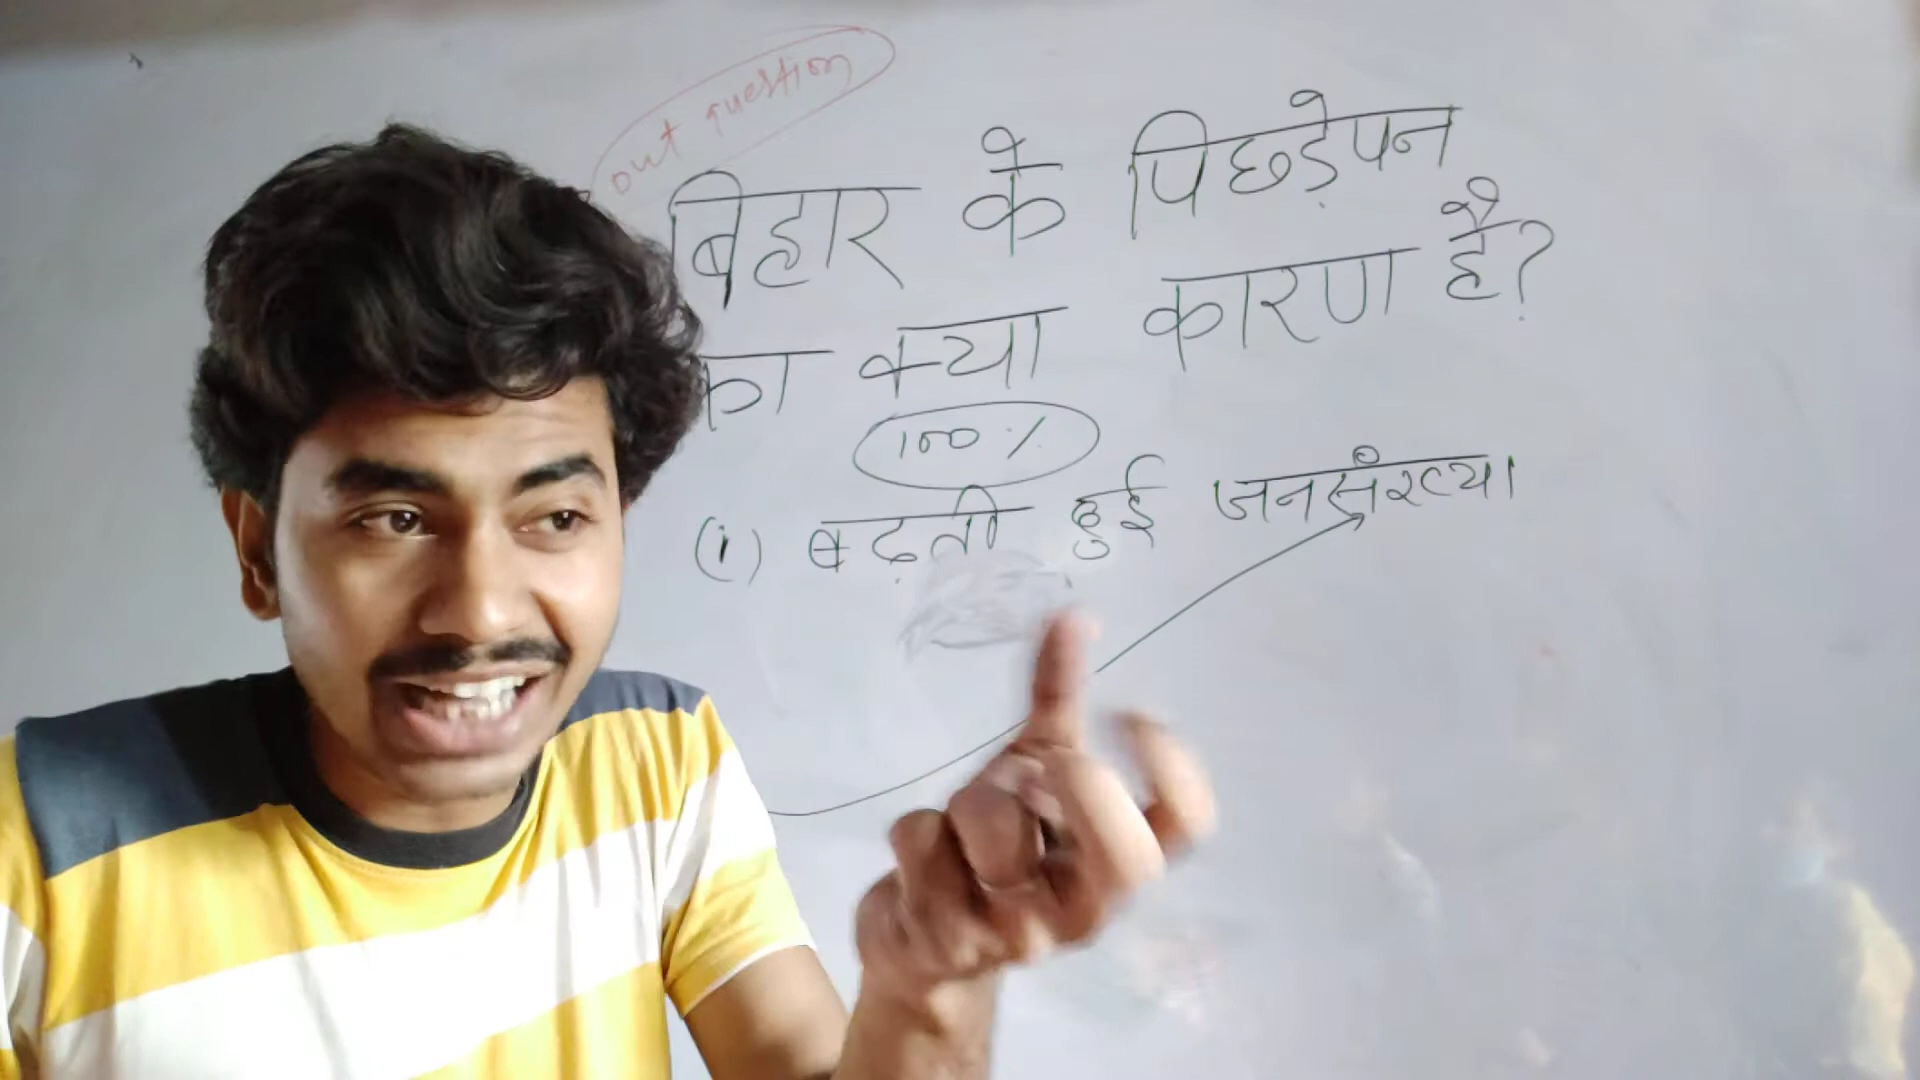 out question
बिहार के पिछड़ेपन
का क्या कारण है?
100%
(i) बढ़ती हुई जनसंख्या